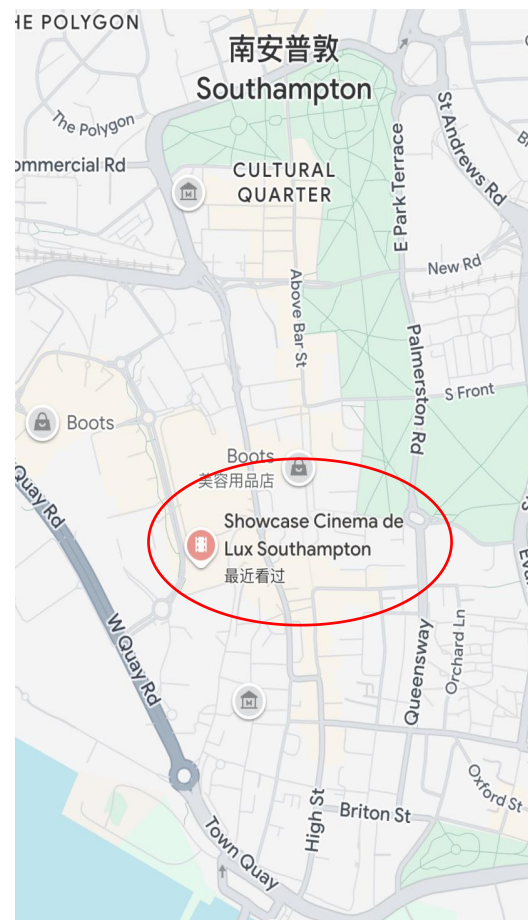 HE POLYGON
南安普敦
Southampton
The Polygon
ommercial Rd
CULTURAL
QUARTER
E Park Terrace
St Andrews Rd
New Rd
Above Bar St
Palmerston Rd
S Front
Boots
Boots
美容用品店
Quay Rd
Showcase Cinema de
Lux Southampton
最近看过
W Quay Rd
Queensway
Orchard Ln
Oxford St
High St
Briton St
Town Quay